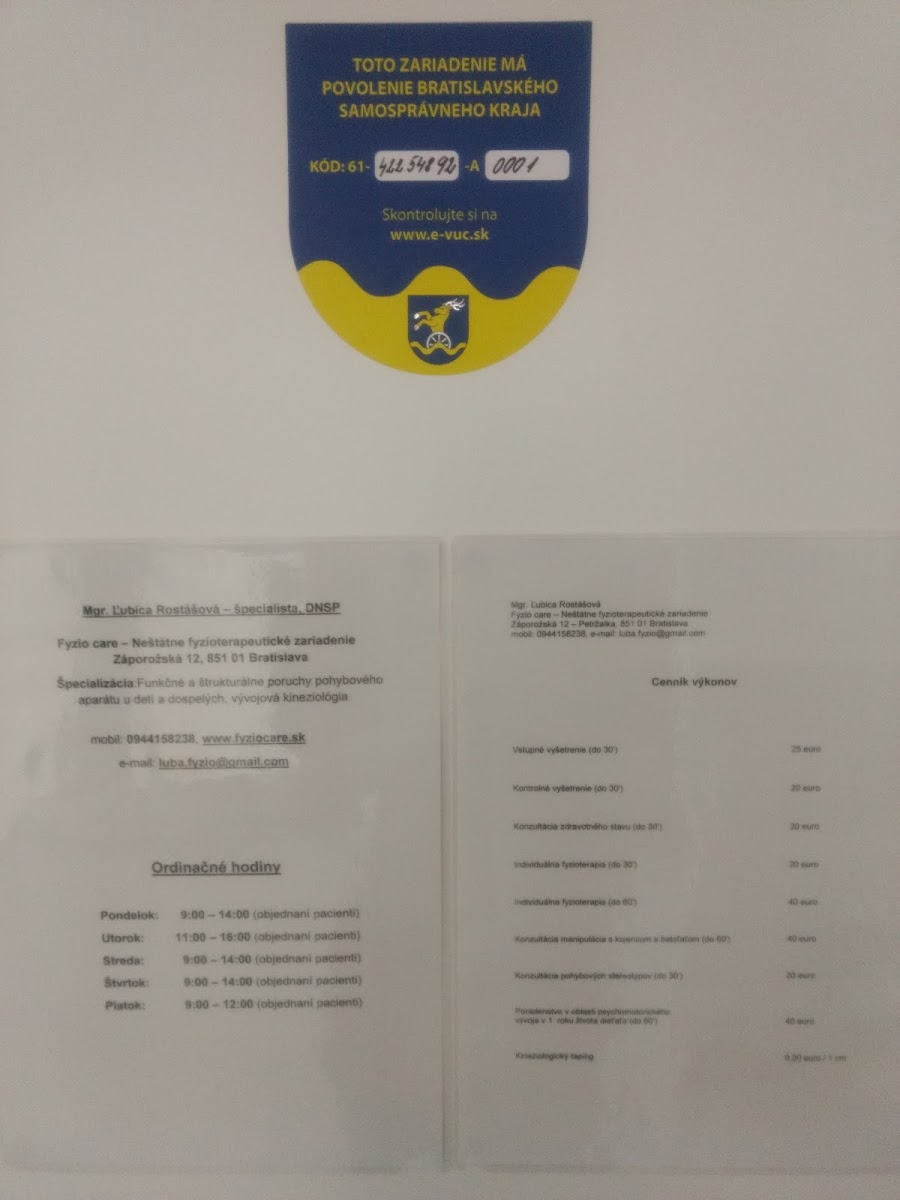 TOTO ZARIADENIE MÁ
POVOLENIE BRATISLAVSKÉHO
SAMOSPRÁVNEHO KRAJA
KÓD: 61- 422 548 92 -A 0001
Skontrolujte si na
www.e-vuc.sk
Mgr. Ľubica Rostášová – špecialista, DNSP
Fyzio care – Neštátne fyzioterapeutické zariadenie
Záporožská 12, 851 01 Bratislava
Špecializácia:Funkčné a štrukturálne poruchy pohybového
aparátu u detí a dospelých, vývojová kineziológia.
mobil: 0944158238, www.fyziocare.sk
e-mail: luba.fyzio@gmail.com
Ordinačné hodiny
Pondelok: 9:00 – 14:00 (objednaní pacienti)
Utorok: 11:00 – 16:00 (objednaní pacienti)
Streda: 9:00 – 14:00 (objednaní pacienti)
Štvrtok: 9:00 – 14:00 (objednaní pacienti)
Piatok: 9:00 – 12:00 (objednaní pacienti)
Mgr. Ľubica Rostášová
Fyzio care – Neštátne fyzioterapeutické zariadenie
Záporožská 12 – Petržalka, 851 01 Bratislava
mobil: 0944158238, e-mail: luba.fyzio@gmail.com
Cenník výkonov
Vstupné vyšetrenie (do 30') 25 euro
Kontrolné vyšetrenie (do 30') 20 euro
Konzultácia zdravotného stavu (do 30') 20 euro
Individuálna fyzioterapia (do 30') 20 euro
Individuálna fyzioterapia (do 60') 40 euro
Konzultácia manipulácia s kojencom a batoľaťom (do 60') 40 euro
Konzultácia pohybových stereotypov (do 30') 20 euro
Poradenstvo v oblasti psychomotorického
vývoja v 1. roku života dieťaťa (do 60') 40 euro
Kineziologický taping euro / 1 cm